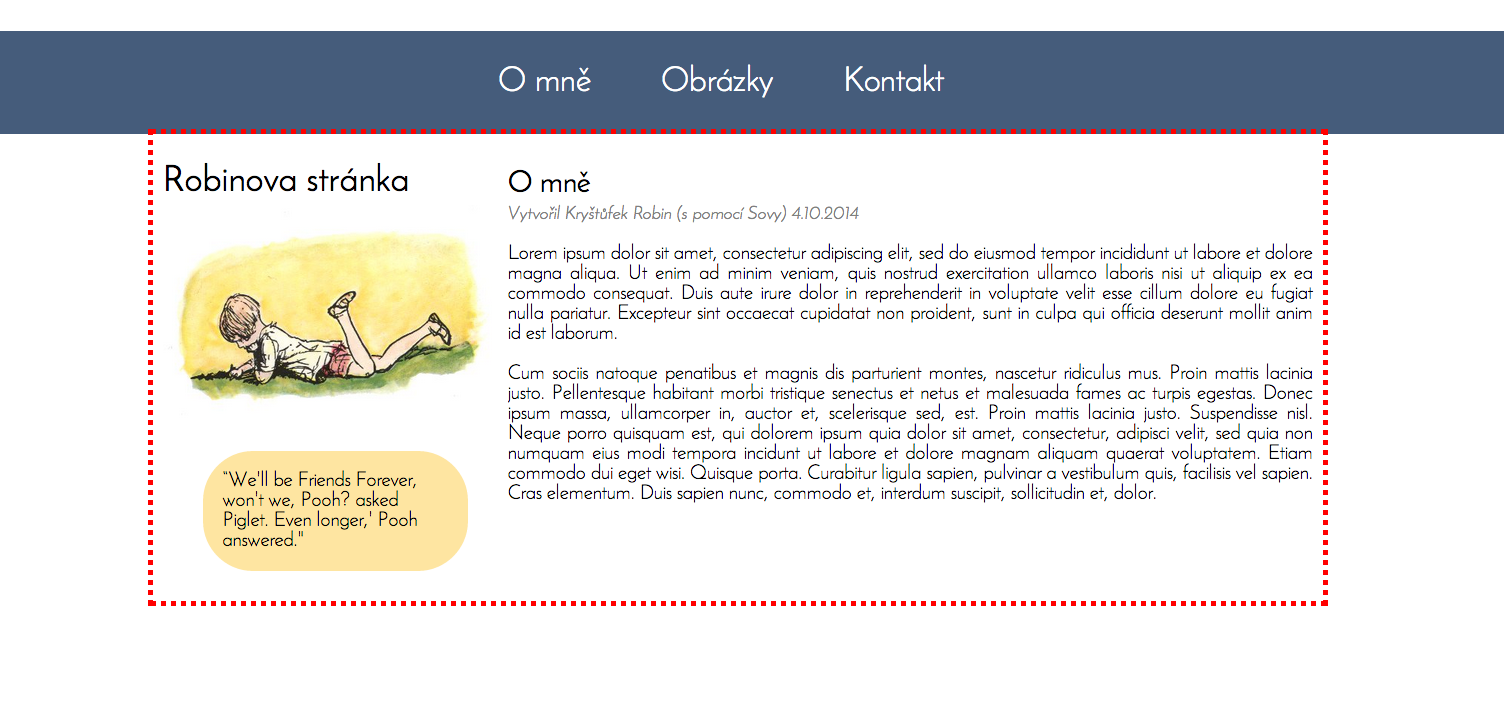 O mně Obrázky Kontakt
Robinova stránka
"We'll be Friends Forever,
won't we, Pooh? asked
Piglet. Even longer,' Pooh
answered."
O mně
Vytvořil Kryštůfek Robin (s pomocí Sovy) 4.10.2014
Lorem ipsum dolor sit amet, consectetur adipiscing elit, sed do eiusmod tempor incididunt ut labore et dolore
magna aliqua. Ut enim ad minim veniam, quis nostrud exercitation ullamco laboris nisi ut aliquip ex ea
commodo consequat. Duis aute irure dolor in reprehenderit in voluptate velit esse cillum dolore eu fugiat
nulla pariatur. Excepteur sint occaecat cupidatat non proident, sunt in culpa qui officia deserunt mollit anim
id est laborum.
Cum sociis natoque penatibus et magnis dis parturient montes, nascetur ridiculus mus. Proin mattis lacinia
justo. Pellentesque habitant morbi tristique senectus et netus et malesuada fames ac turpis egestas. Donec
ipsum massa, ullamcorper in, auctor et, scelerisque sed, est. Proin mattis lacinia justo. Suspendisse nisl.
Neque porro quisquam est, qui dolorem ipsum quia dolor sit amet, consectetur, adipisci velit, sed quia non
numquam eius modi tempora incidunt ut labore et dolore magnam aliquam quaerat voluptatem. Etiam
commodo dui eget wisi. Quisque porta. Curabitur ligula sapien, pulvinar a vestibulum quis, facilisis vel sapien.
Cras elementum. Duis sapien nunc, commodo et, interdum suscipit, sollicitudin et, dolor.